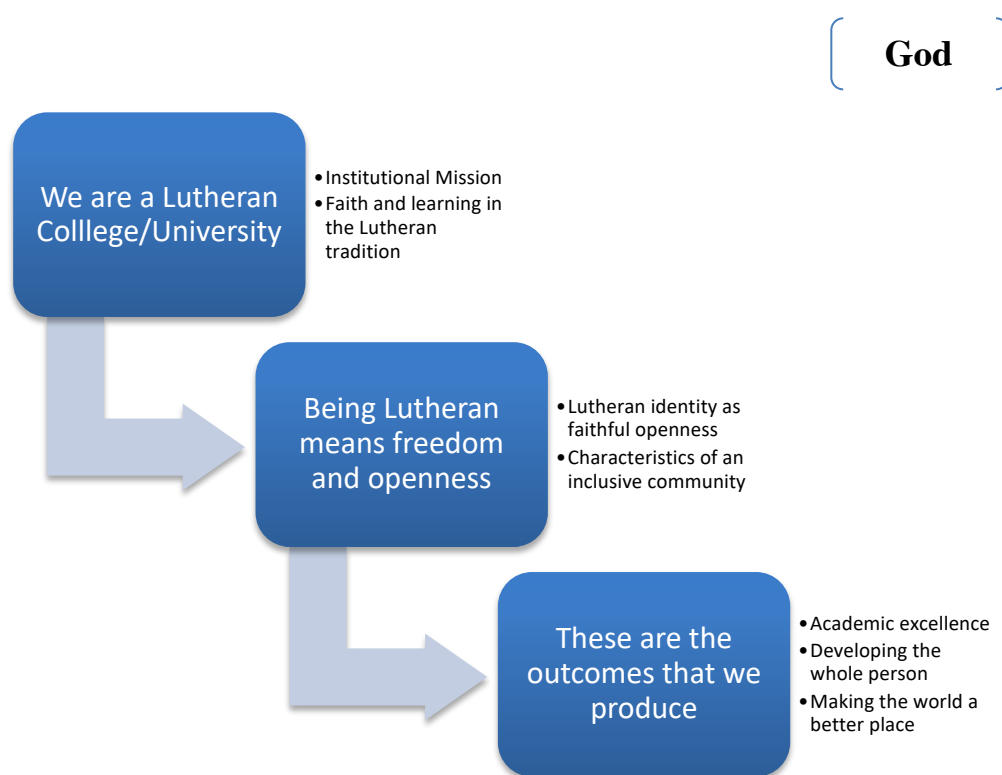 God
We are a Lutheran
Colllege/University
•Institutional Mission
•Faith and learning in
the Lutheran
tradition
Being Lutheran
means freedom
and openness
•Lutheran identity as
faithful openness
•Characteristics of an
inclusive community
These are the
outcomes that we
produce
•Academic excellence
•Developing the
whole person
•Making the world a
better place